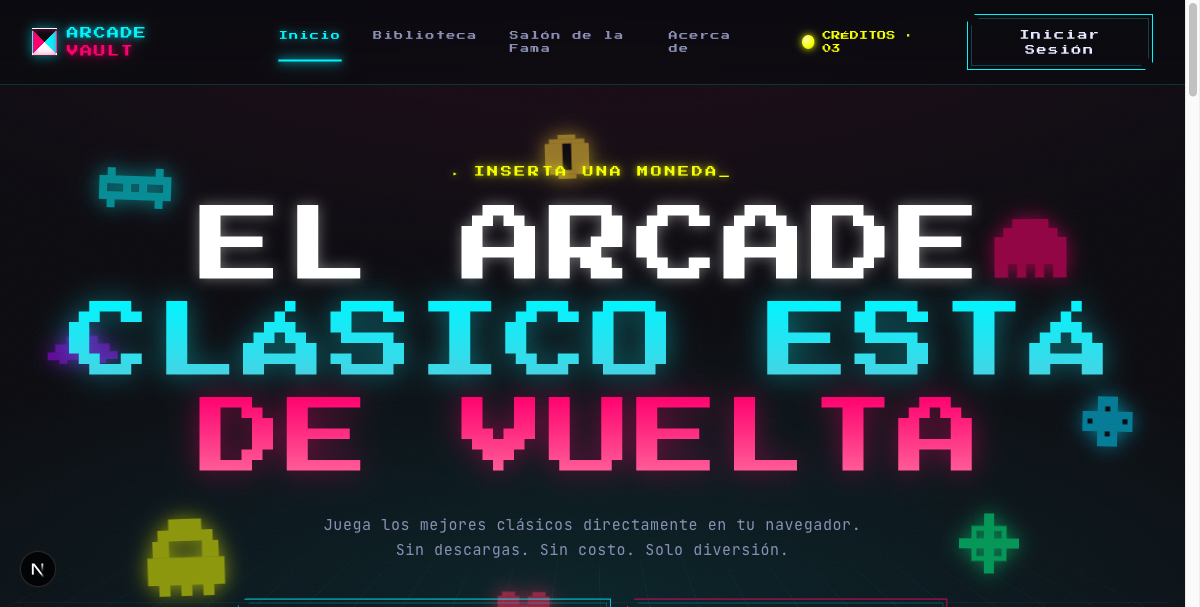 ARCADE
VAULT
Inicio
Biblioteca
Salón de la
Fama
Acerca
de
CRéDITOS ·
03
Iniciar
Sesión
. INSERTA UNA MONEDA_
EL ARCADE
CLÁSICO ESTÁ
DE VUELTA
Juega los mejores clásicos directamente en tu navegador.
Sin descargas. Sin costo. Solo diversión.
N